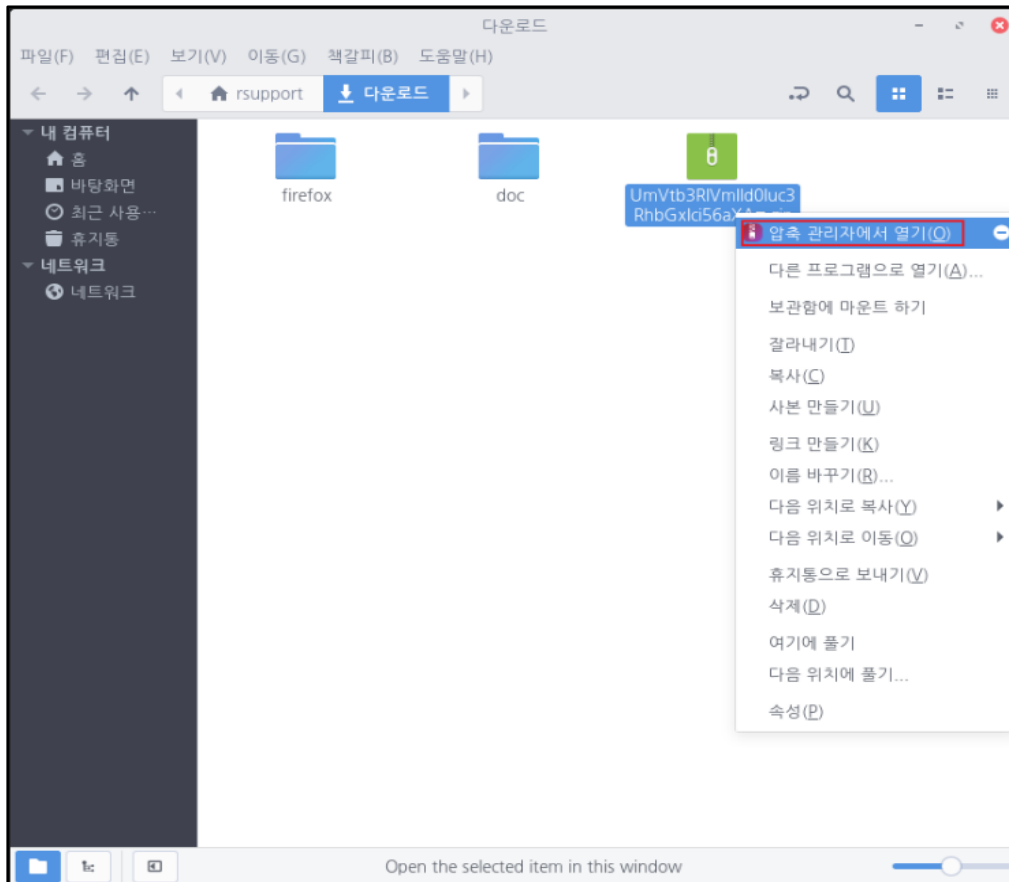 다운로드
파일(F) 편집(E) 보기(V) 이동(G) 책갈피(B) 도움말(H)
rsupport 다운로드
내 컴퓨터
홈
바탕화면
최근 사용…
휴지통
네트워크
네트워크
firefox
doc
UmVtb3RlVmlld0luc3
압축 관리자에서 열기(O)
다른 프로그램으로 열기(A)...
보관함에 마운트 하기
잘라내기(T)
복사(C)
사본 만들기(U)
링크 만들기(K)
이름 바꾸기(R)...
다음 위치로 복사(Y)
다음 위치로 이동(O)
휴지통으로 보내기(V)
삭제(D)
여기에 풀기
다음 위치에 풀기...
속성(P)
Open the selected item in this window